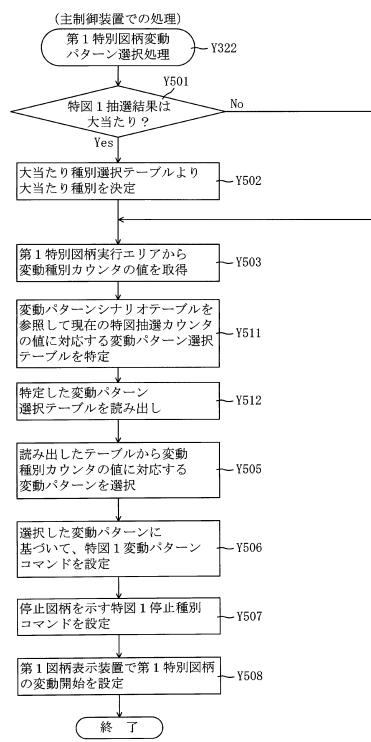 （主制御装置での処理）
第１特別図柄変動
パターン選択処理
Y322
Y501
特図１抽選結果は
大当たり？
No
Yes
大当たり種別選択テーブルより
大当たり種別を決定
Y502
第１特別図柄実行エリアから
変動種別カウンタの値を取得
Y503
変動パターンシナリオテーブルを
参照して現在の特図抽選カウンタ
の値に対応する変動パターン選択
テーブルを特定
Y511
特定した変動パターン
選択テーブルを読み出し
Y512
読み出したテーブルから変動
種別カウンタの値に対応する
変動パターンを選択
Y505
選択した変動パターンに
基づいて、特図１変動パターン
コマンドを設定
Y506
停止図柄を示す特図１停止種別
コマンドを設定
Y507
第１図柄表示装置で第１特別図柄
の変動開始を設定
Y508
終 了